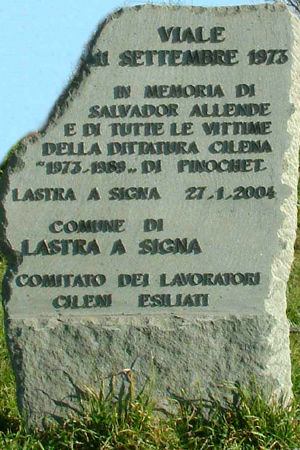 VIALE
11 SETTEMBRE 1973
IN MEMORIA DI
SALVADOR ALLENDE
E DI TUTTE LE VITTIME
DELLA DITTATURA CILENA
"1973-1989" DI PINOCHET.
LASTRA A SIGNA 27.1.2004
COMUNE DI
LASTRA A SIGNA
COMITATO DEI LAVORATORI
CILENI ESILIATI